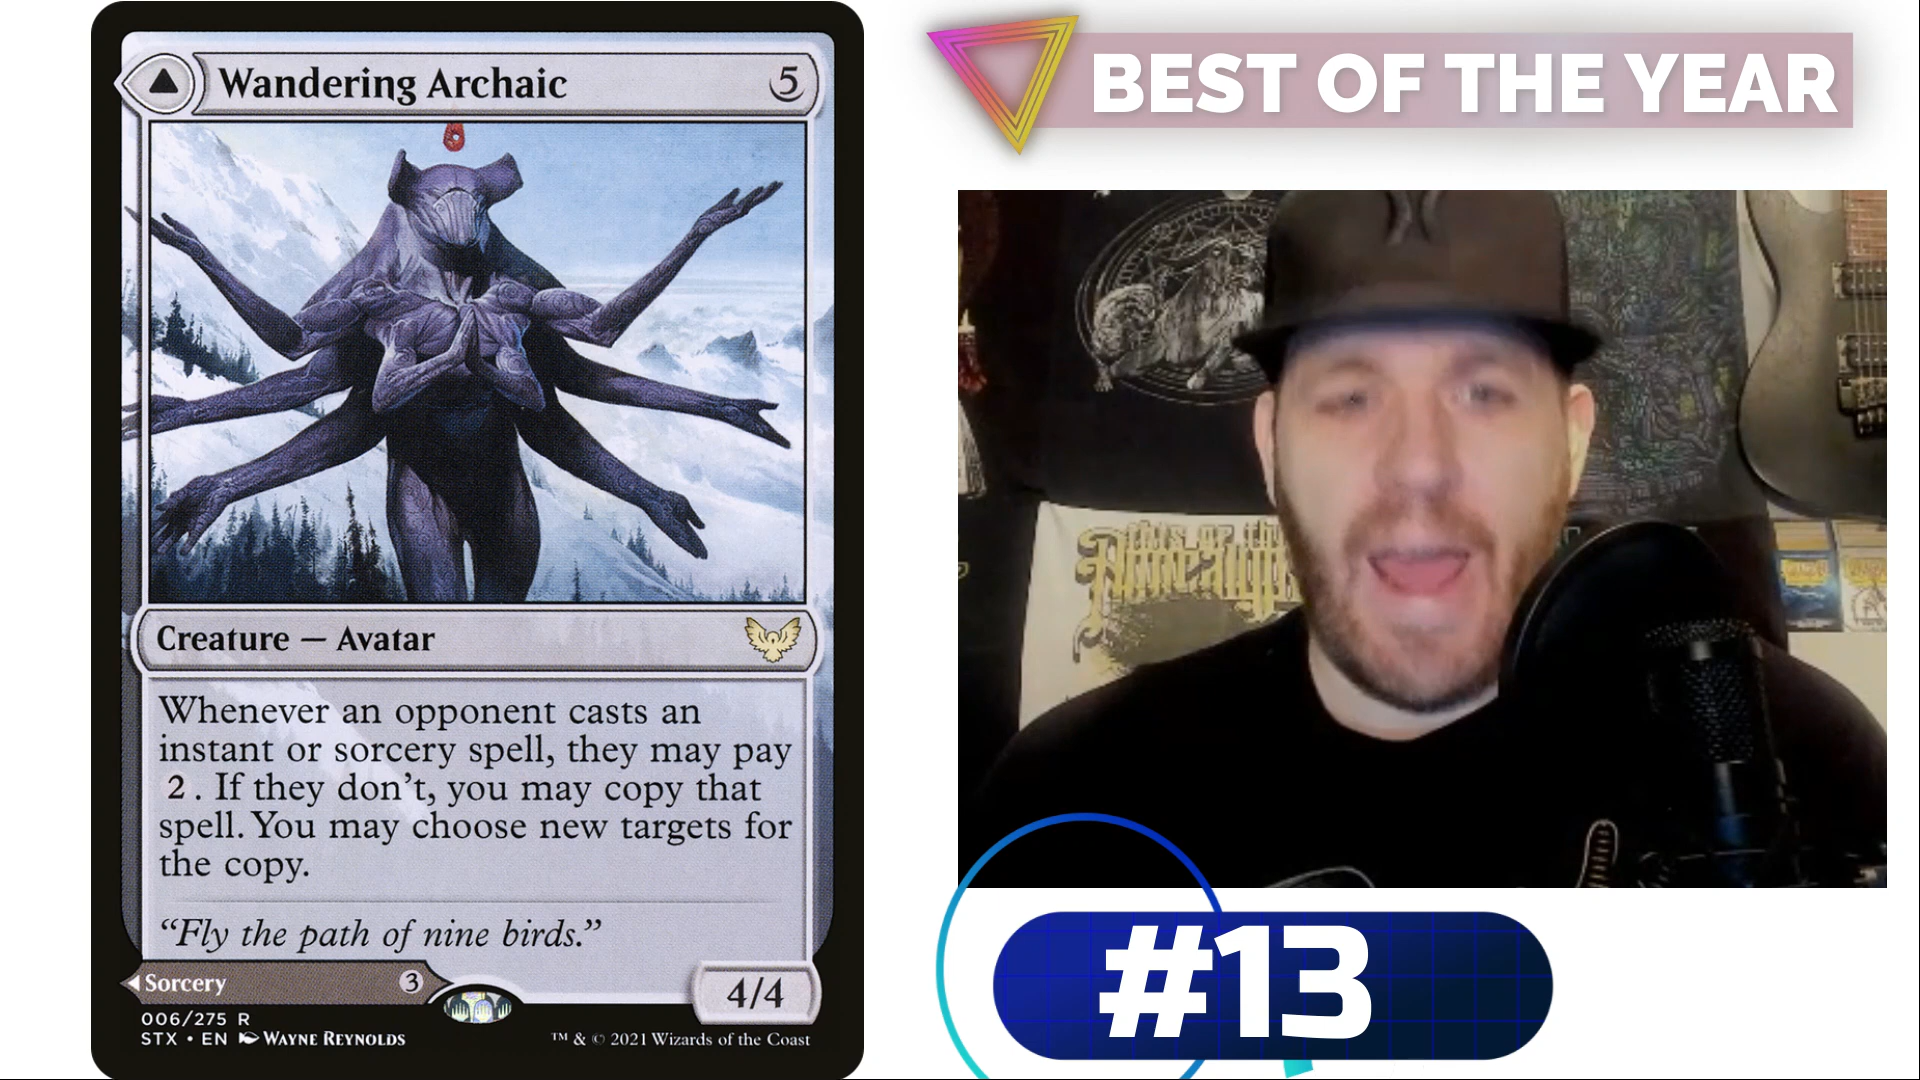 Wandering Archaic 5
Creature — Avatar
Whenever an opponent casts an
instant or sorcery spell, they may pay
2. If they don't, you may copy that
spell. You may choose new targets for
the copy.
“Fly the path of nine birds.”
Sorcery 3
4/4
006/275 R
STX • EN WAYNE REYNOLDS
™ & © 2021 Wizards of the Coast
BEST OF THE YEAR
Apocalyp
#13